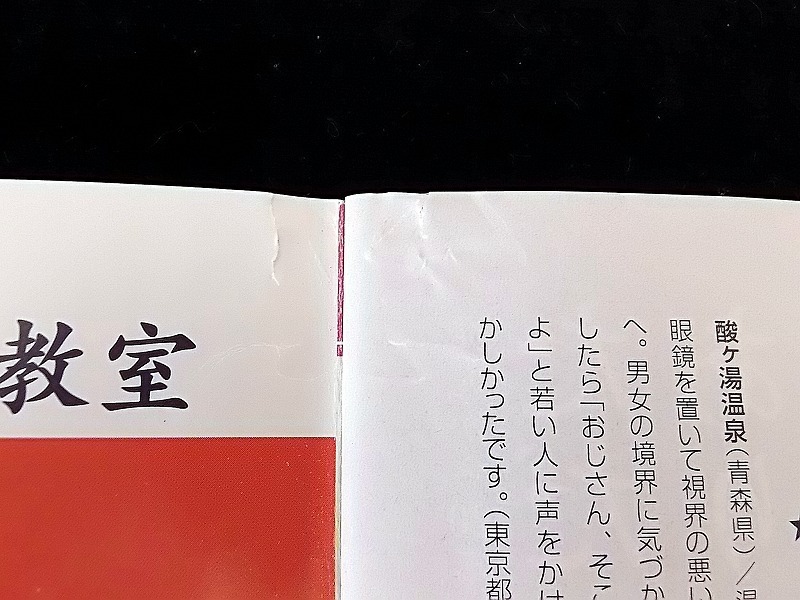 酸ヶ湯温泉(青森県)／湯
眼鏡を置いて視界の悪い
へ。男女の境界に気づか
したら「おじさん、そこ
よ」と若い人に声をかけ
かしかったです。(東京都
教室